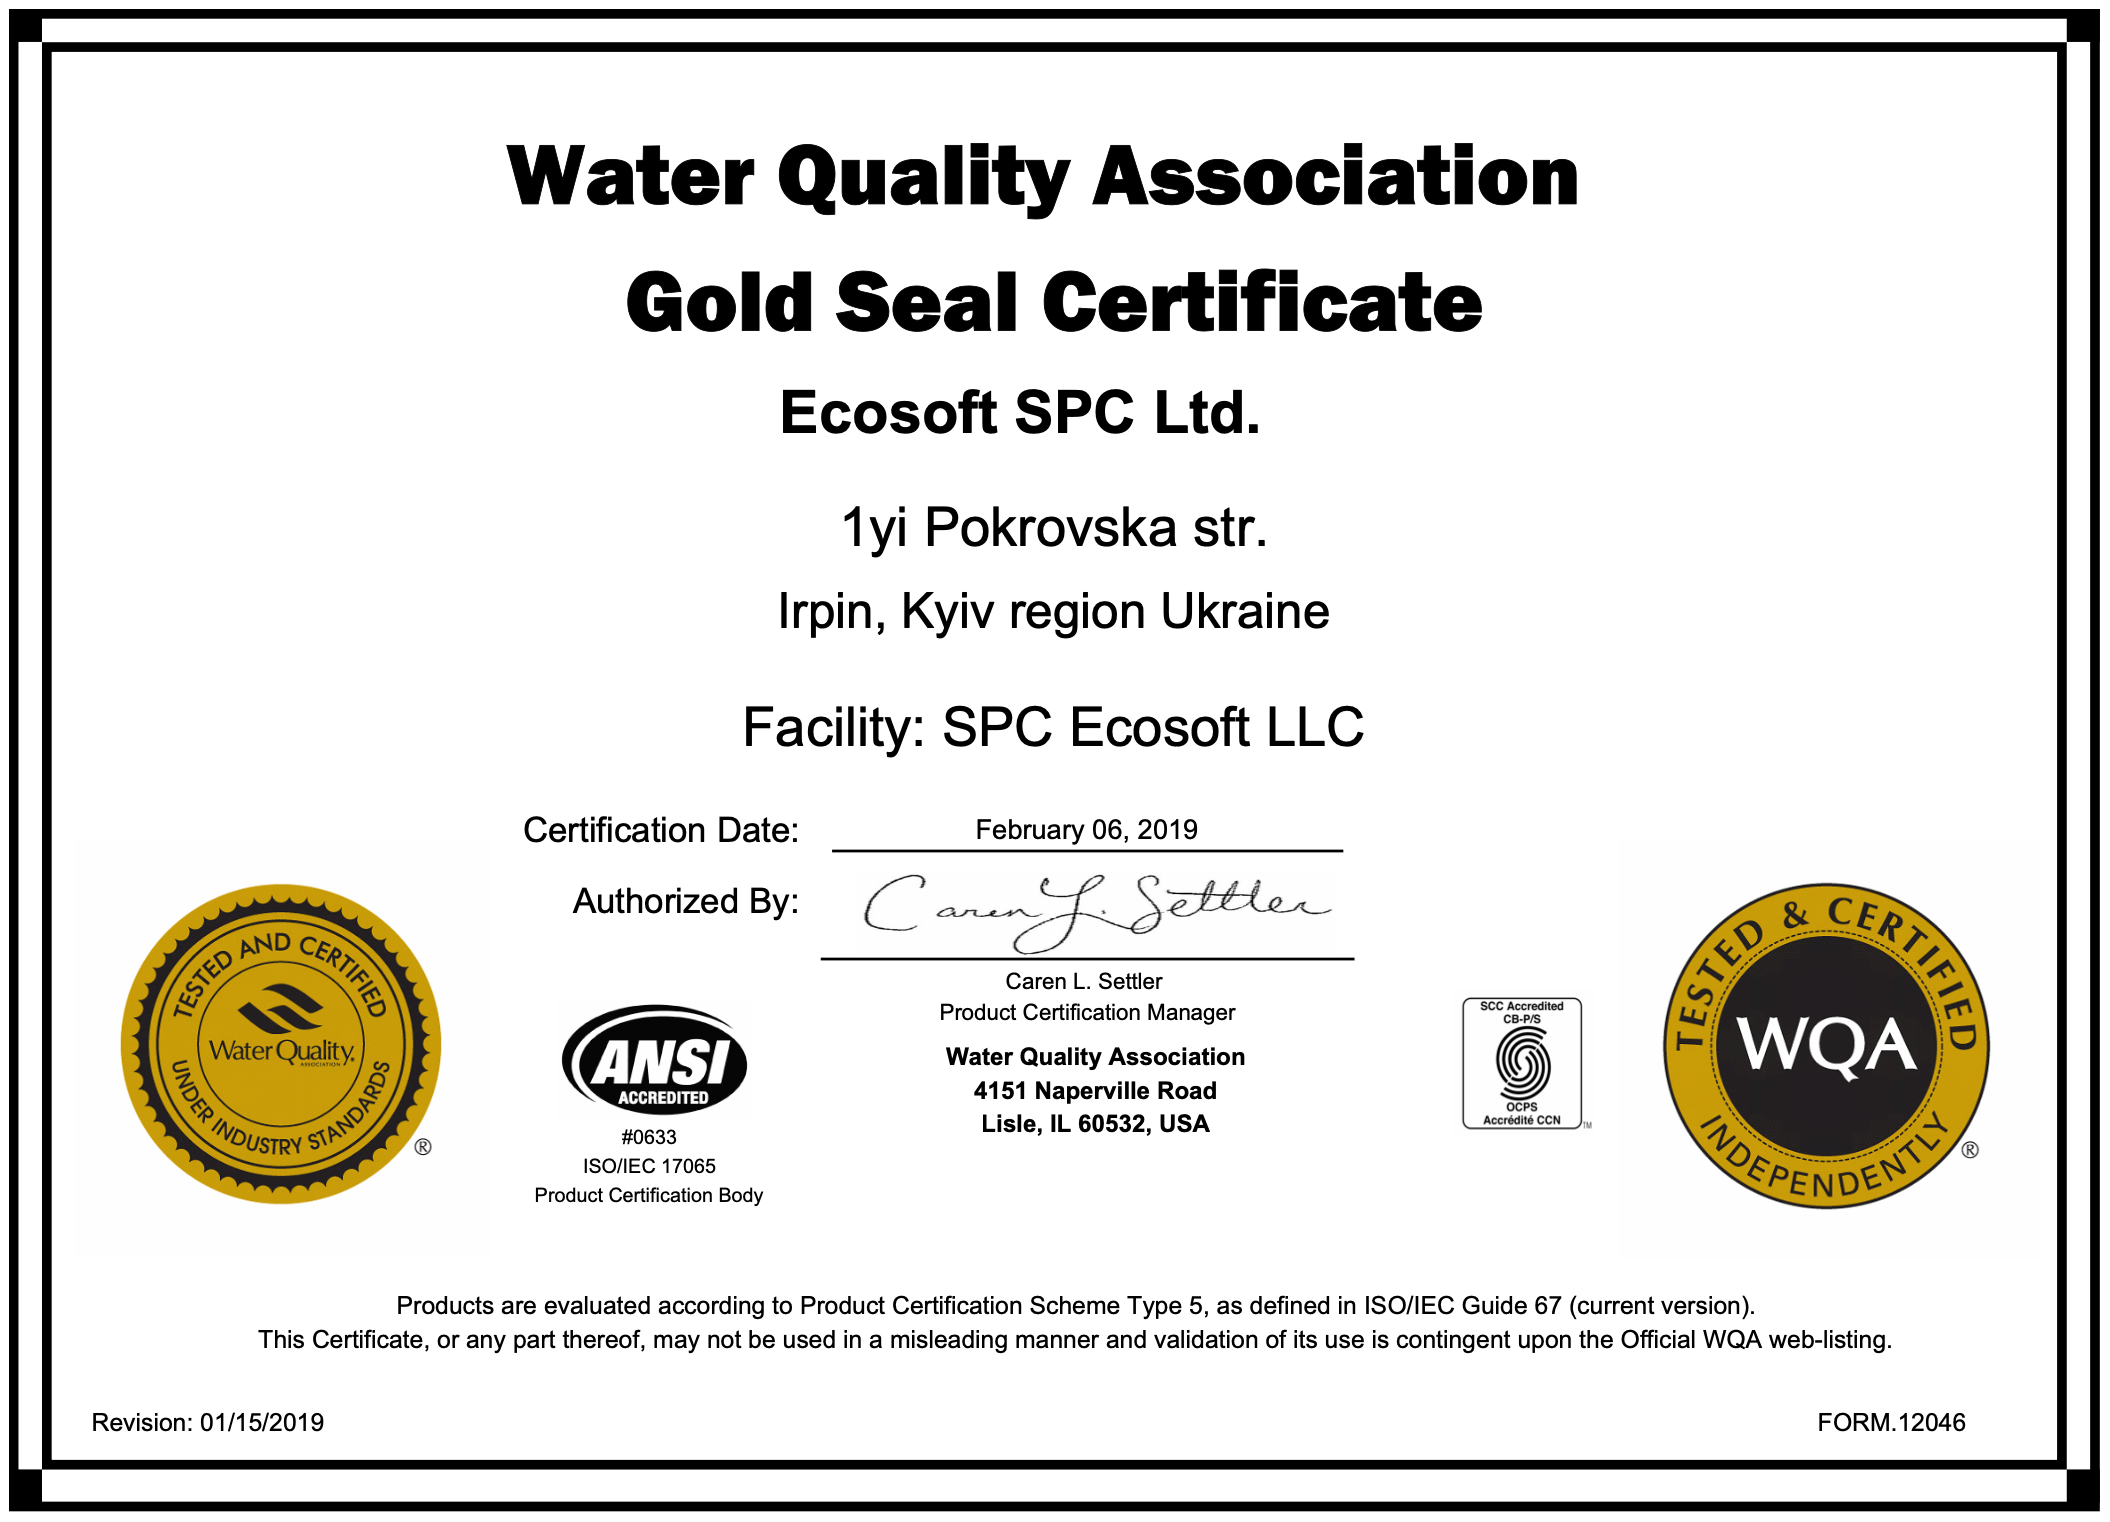 Water Quality Association
Gold Seal Certificate
Ecosoft SPC Ltd.
1yi Pokrovska str.
Irpin, Kyiv region Ukraine
Facility: SPC Ecosoft LLC
Certification Date: February 06, 2019
Authorized By: Caren L. Settler
Caren L. Settler
Product Certification Manager
Water Quality Association
4151 Naperville Road
Lisle, IL 60532, USA
TESTED AND CERTIFIED
Water Quality®
ASSOCIATION
UNDER INDUSTRY STANDARDS
®
ANSI
ACCREDITED
#0633
ISO/IEC 17065
Product Certification Body
SCC Accredited
CB-P/S
OCPS
Accrédité CCN
TM
TESTED & CERTIFIED
WQA
INDEPENDENTLY
®
Products are evaluated according to Product Certification Scheme Type 5, as defined in ISO/IEC Guide 67 (current version).
This Certificate, or any part thereof, may not be used in a misleading manner and validation of its use is contingent upon the Official WQA web-listing.
Revision: 01/15/2019
FORM.12046